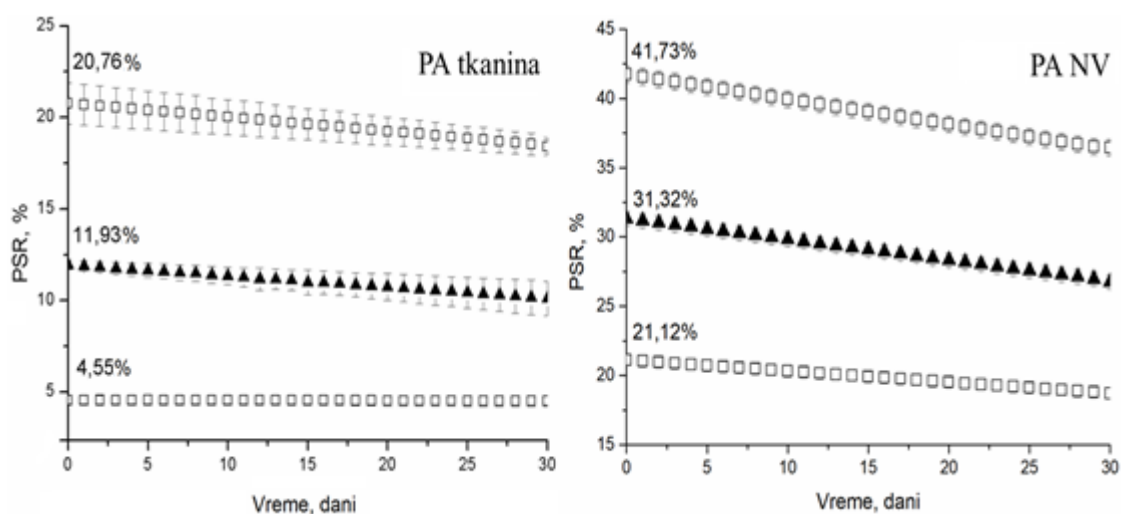 PA tkanina
25
20,76%
20
15
11,93%
10
4,55%
5
0 5 10 15 20 25 30
PSR, %
Vreme, dani
PA NV
45
41,73%
40
35
31,32%
30
25
21,12%
20
15
0 5 10 15 20 25 30
PSR, %
Vreme, dani